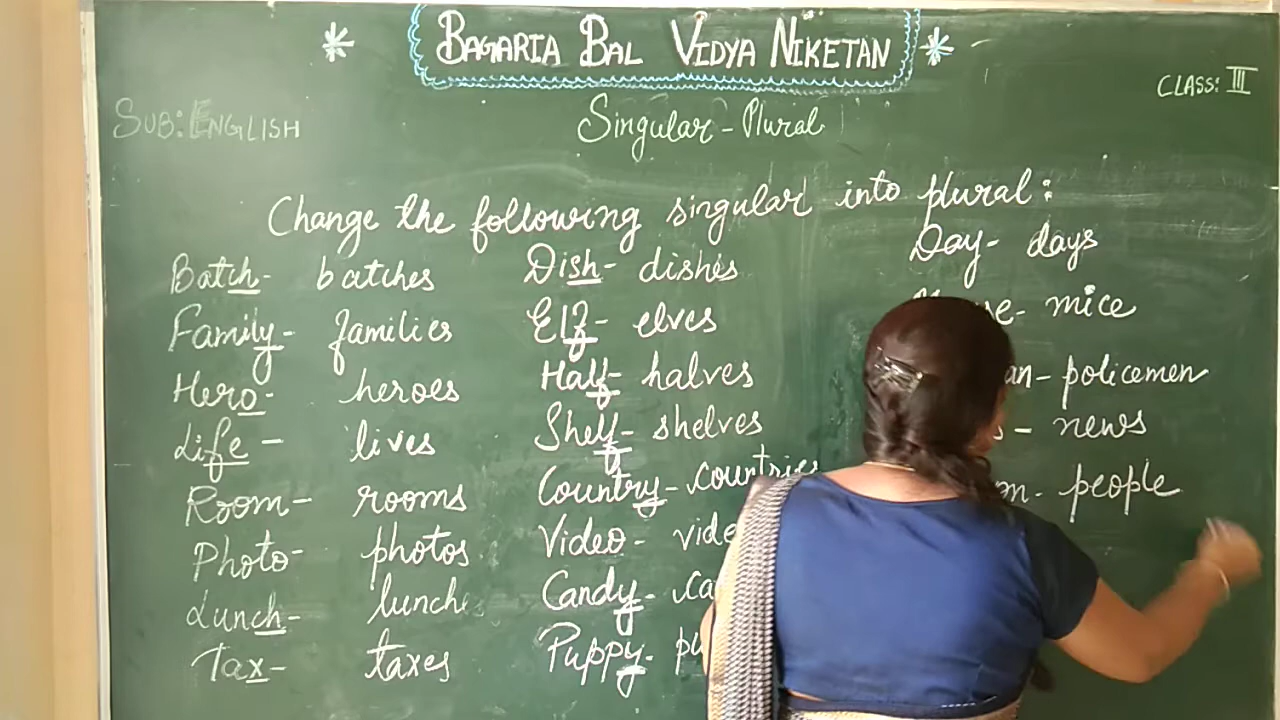 BAGARIA BAL VIDYA NIKETAN
CLASS: III
SUB: ENGLISH
Singular - Plural
Change the following singular into plural:
Batch - batches
Family - families
Hero - heroes
Life - lives
Room - rooms
Photo - photos
Lunch - lunches
Tax - taxes
Dish - dishes
Elf - elves
Half - halves
Shelf - shelves
Country - countries
Video -
Candy -
Puppy -
Day - days
- mice
- policemen
- news
- people